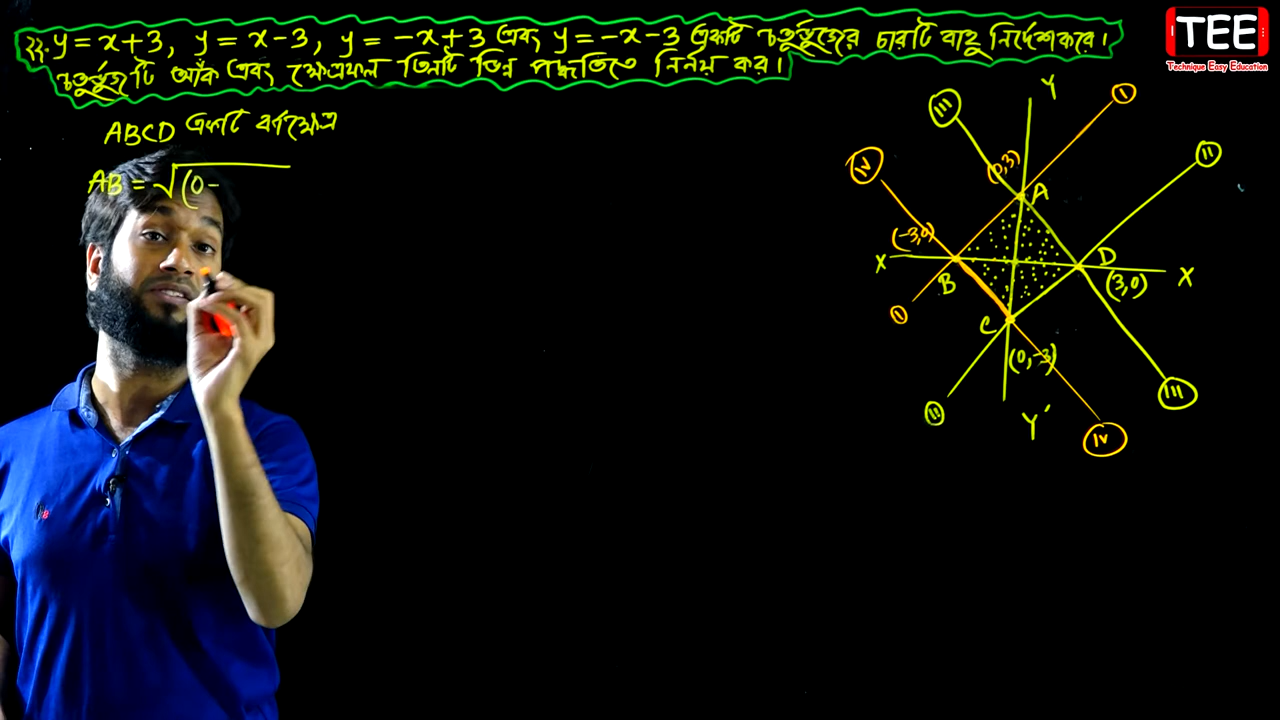 ২২. y = x+3, y = x-3, y = -x+3 এবং y = -x-3 একটি চতুর্ভুজের চারটি বাহু নির্দেশ করে।
চতুর্ভুজটি আঁক এবং ক্ষেত্রফল তিনটি ভিন্ন পদ্ধতিতে নির্নয় কর।
TEE
Technique Easy Education
ABCD একটি বর্গক্ষেত্র
AB = √(0-
Y
I
III
II
IV
(0,3)
A
(-3,0)
X
B
D
(3,0)
X
I
C
(0,-3)
II
Y'
III
IV